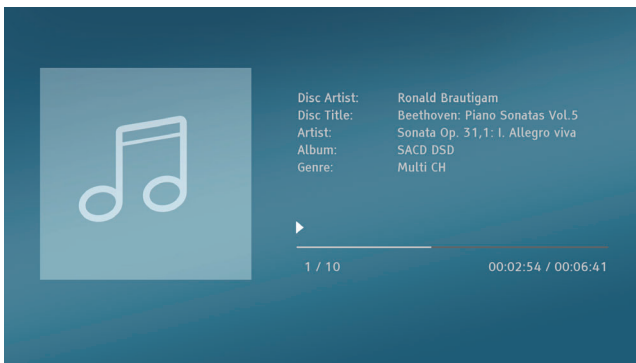 Disc Artist: Ronald Brautigam
Disc Title: Beethoven: Piano Sonatas Vol.5
Artist: Sonata Op. 31,1: I. Allegro viva
Album: SACD DSD
Genre: Multi CH
1 / 10 00:02:54 / 00:06:41